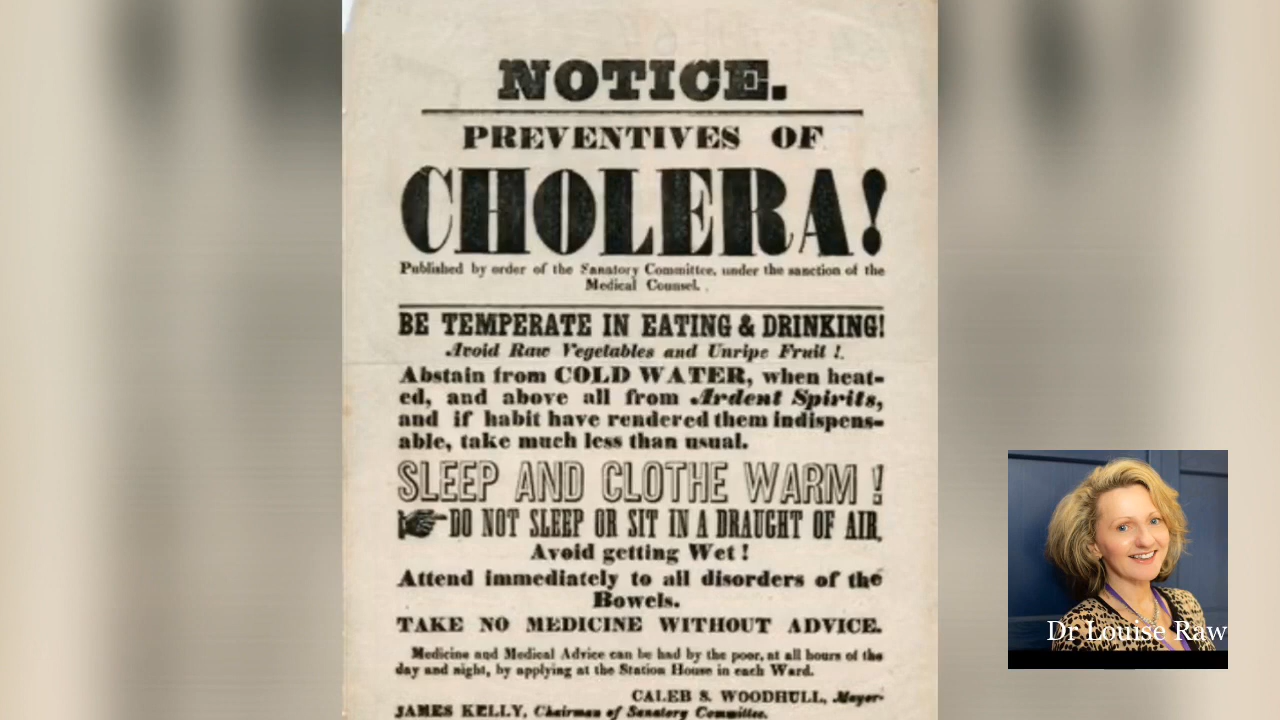 NOTICE.
PREVENTIVES OF
CHOLERA!
Published by order of the Sanatory Committee, under the sanction of the
Medical Counsel.
BE TEMPERATE IN EATING & DRINKING!
Avoid Raw Vegetables and Unripe Fruit !
Abstain from COLD WATER, when heat-
ed, and above all from Ardent Spirits,
and if habit have rendered them indispens-
able, take much less than usual.
SLEEP AND CLOTHE WARM !
DO NOT SLEEP OR SIT IN A DRAUGHT OF AIR,
Avoid getting Wet !
Attend immediately to all disorders of the
Bowels.
TAKE NO MEDICINE WITHOUT ADVICE.
Medicine and Medical Advice can be had by the poor, at all hours of the
day and night, by applying at the Station House in each Ward.
CALEB S. WOODHULL, Mayor-
JAMES KELLY, Chairman of Sanatory Committee.
Dr Louise Raw